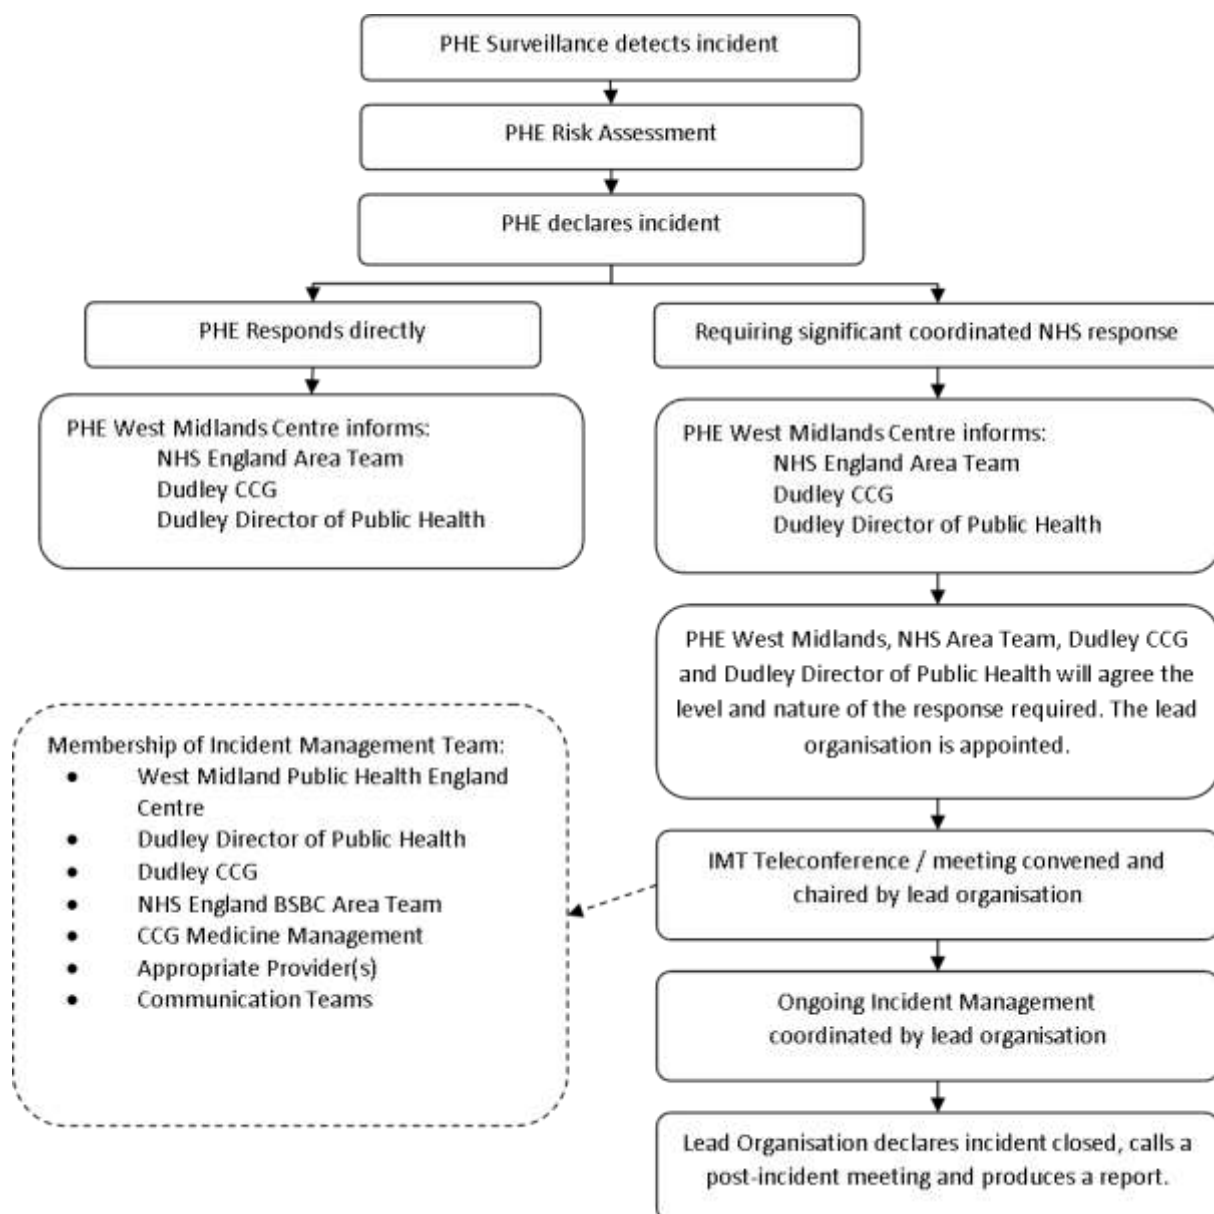 PHE Surveillance detects incident
PHE Risk Assessment
PHE declares incident
PHE Responds directly
Requiring significant coordinated NHS response
PHE West Midlands Centre informs:
NHS England Area Team
Dudley CCG
Dudley Director of Public Health
PHE West Midlands Centre informs:
NHS England Area Team
Dudley CCG
Dudley Director of Public Health
PHE West Midlands, NHS Area Team, Dudley CCG
and Dudley Director of Public Health will agree the
level and nature of the response required. The lead
organisation is appointed.
Membership of Incident Management Team:
● West Midland Public Health England
Centre
● Dudley Director of Public Health
● Dudley CCG
● NHS England BSBC Area Team
● CCG Medicine Management
● Appropriate Provider(s)
● Communication Teams
IMT Teleconference / meeting convened and
chaired by lead organisation
Ongoing Incident Management
coordinated by lead organisation
Lead Organisation declares incident closed, calls a
post-incident meeting and produces a report.